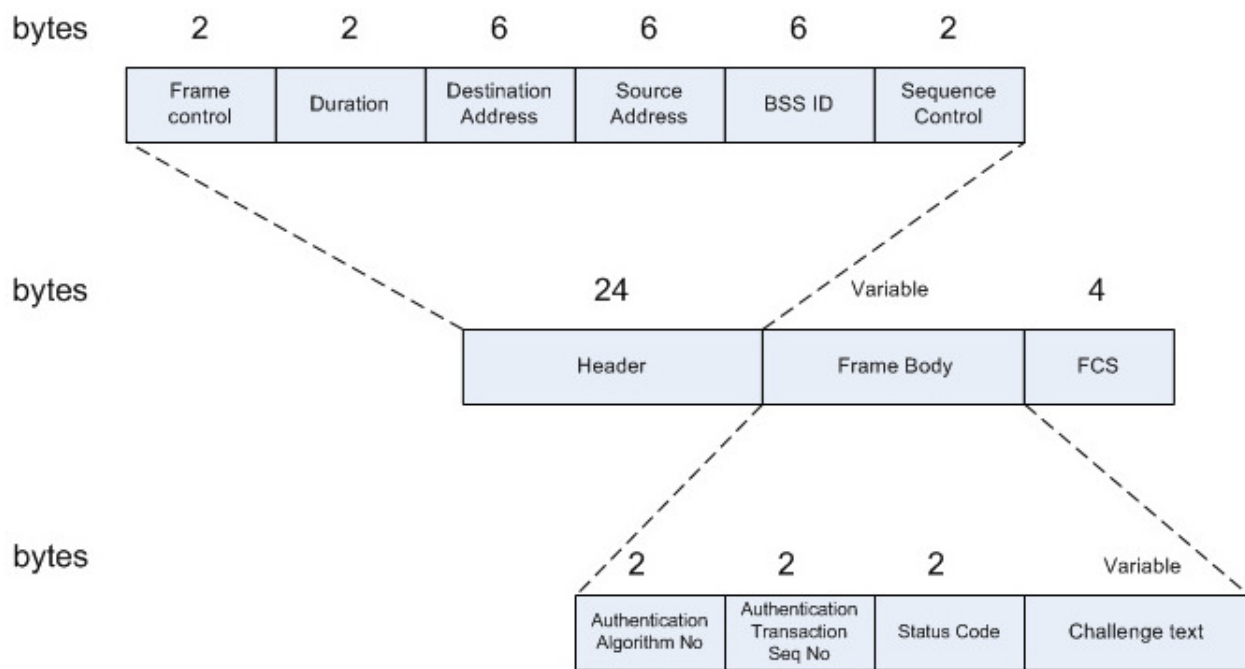 bytes 2 2 6 6 6 2
Frame control
Duration
Destination Address
Source Address
BSS ID
Sequence Control
bytes 24 Variable 4
Header
Frame Body
FCS
bytes 2 2 2 Variable
Authentication Algorithm No
Authentication Transaction Seq No
Status Code
Challenge text